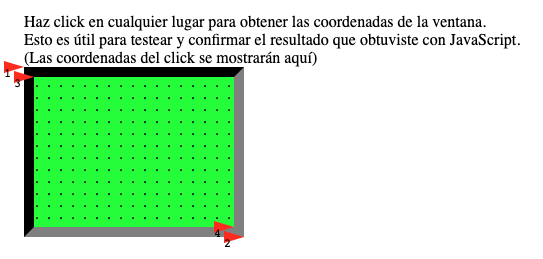 Haz click en cualquier lugar para obtener las coordenadas de la ventana.
Esto es útil para testear y confirmar el resultado que obtuviste con JavaScript.
(Las coordenadas del click se mostrarán aquí)
1
3
4
2